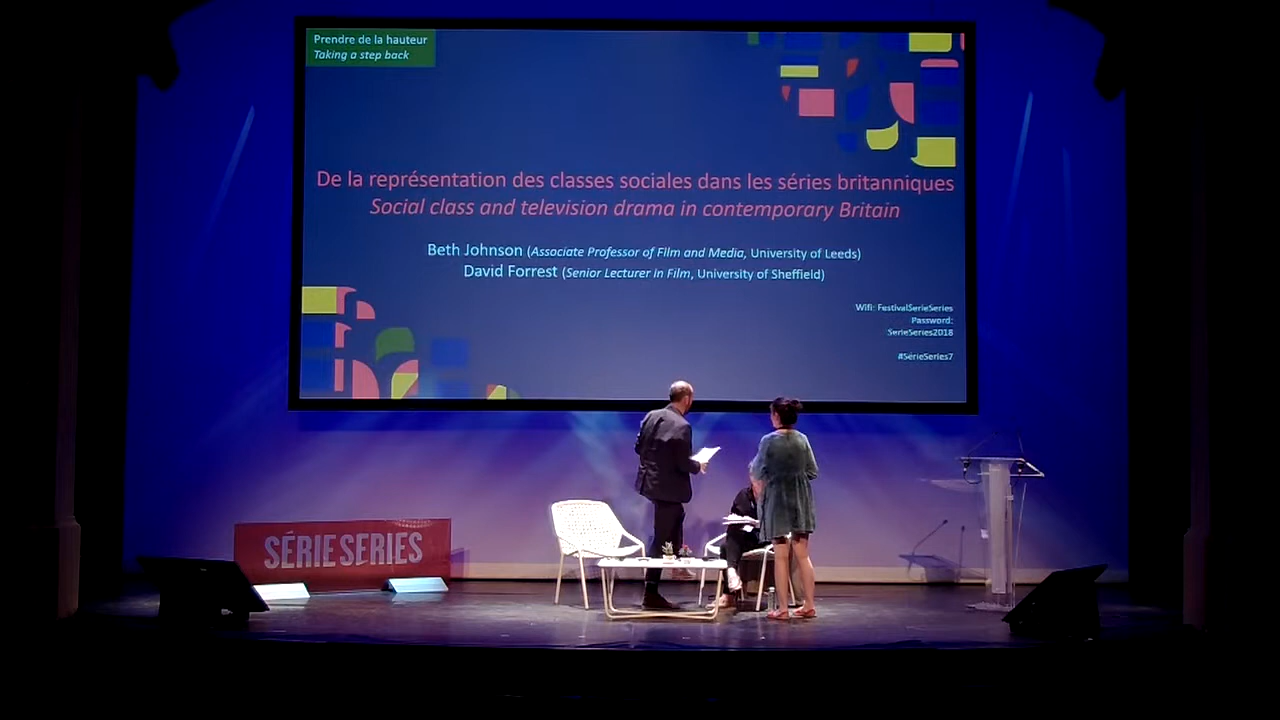 Prendre de la hauteur
Taking a step back
De la représentation des classes sociales dans les séries britanniques
Social class and television drama in contemporary Britain
Beth Johnson (Associate Professor of Film and Media, University of Leeds)
David Forrest (Senior Lecturer in Film, University of Sheffield)
Wifi: FestivalSerieSeries
Password:
SerieSeries2018
#SérieSeries7
SÉRIE SERIES